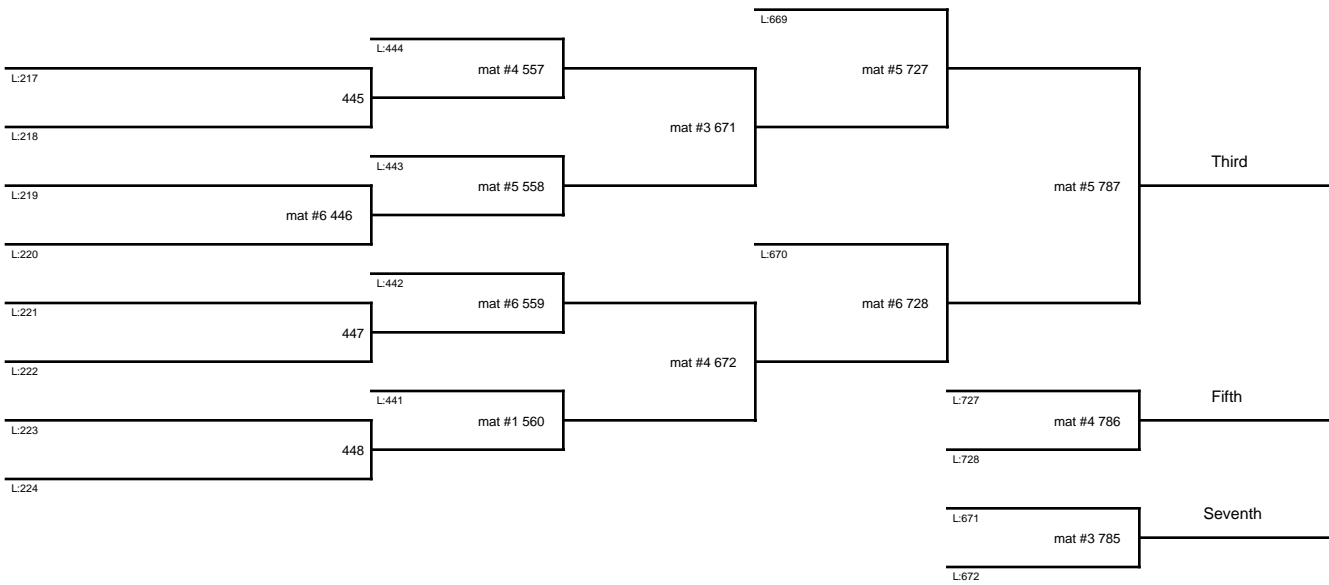 L:669
L:444
mat #4 557
mat #5 727
L:217
445
L:218
mat #3 671
L:443
Third
L:219
mat #5 558
mat #5 787
mat #6 446
L:220
L:670
L:442
L:221
mat #6 559
mat #6 728
447
L:222
mat #4 672
L:441
L:727
Fifth
L:223
mat #1 560
mat #4 786
448
L:728
L:224
L:671
Seventh
mat #3 785
L:672